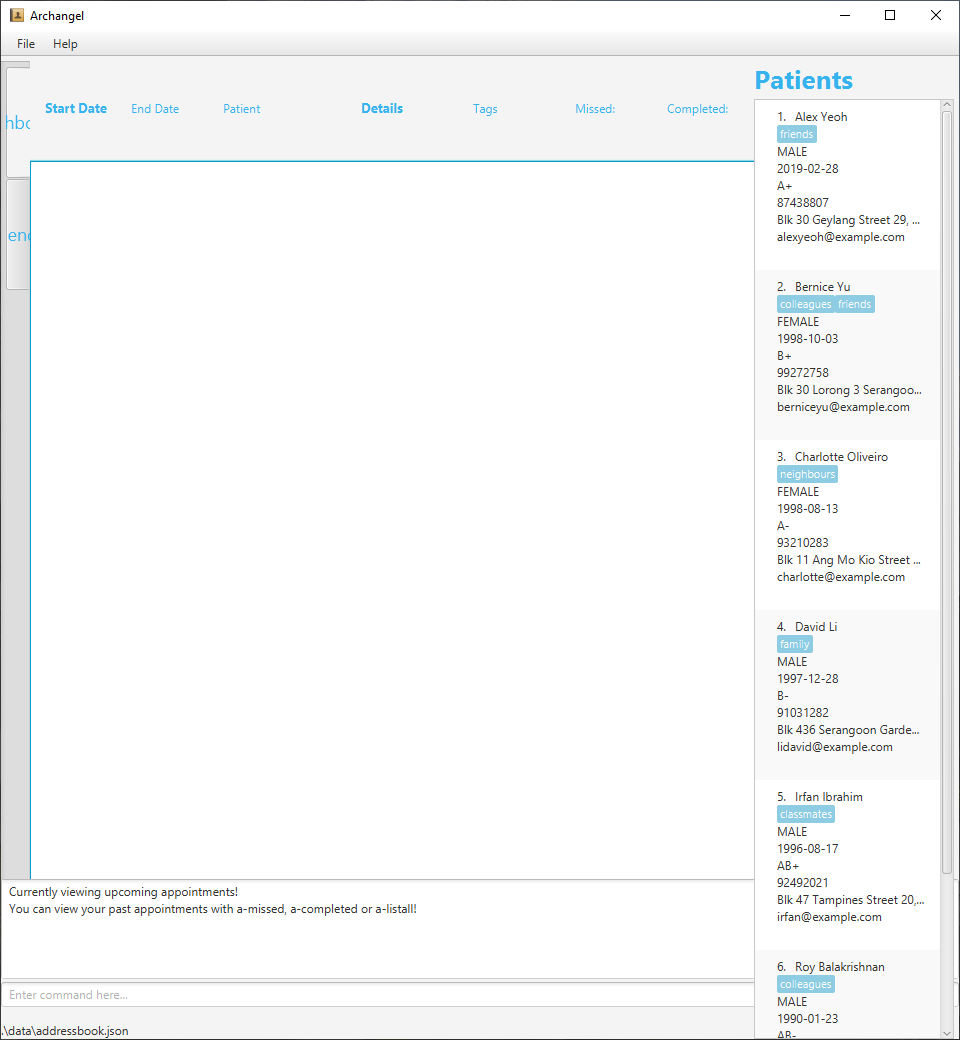 Archangel
File Help
Start Date End Date Patient Details Tags Missed: Completed:
Patients
1. Alex Yeoh
friends
MALE
2019-02-28
A+
87438807
Blk 30 Geylang Street 29, ...
alexyeoh@example.com
2. Bernice Yu
colleagues friends
FEMALE
1998-10-03
B+
99272758
Blk 30 Lorong 3 Serangoo...
berniceyu@example.com
3. Charlotte Oliveiro
neighbours
FEMALE
1998-08-13
A-
93210283
Blk 11 Ang Mo Kio Street ...
charlotte@example.com
4. David Li
family
MALE
1997-12-28
B-
91031282
Blk 436 Serangoon Garde...
lidavid@example.com
5. Irfan Ibrahim
classmates
MALE
1996-08-17
AB+
92492021
Blk 47 Tampines Street 20,...
irfan@example.com
6. Roy Balakrishnan
colleagues
MALE
1990-01-23
AB-
Currently viewing upcoming appointments!
You can view your past appointments with a-missed, a-completed or a-listall!
Enter command here...
.\data\addressbook.json